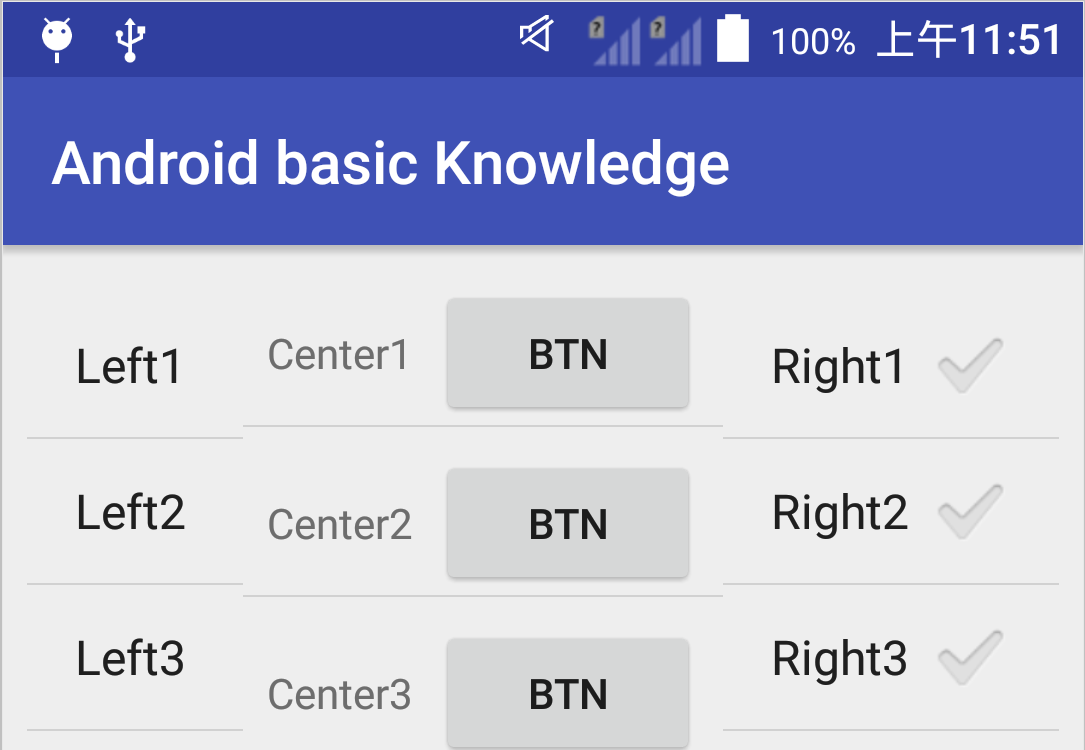 ? ? 100% 上午11:51
Android basic Knowledge
Left1 Center1 BTN Right1
Left2 Center2 BTN Right2
Left3 Center3 BTN Right3